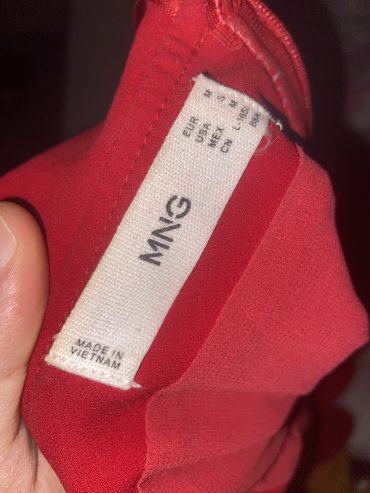 EUR M
USA S
MEX M
CN
MNG
MADE IN
VIETNAM